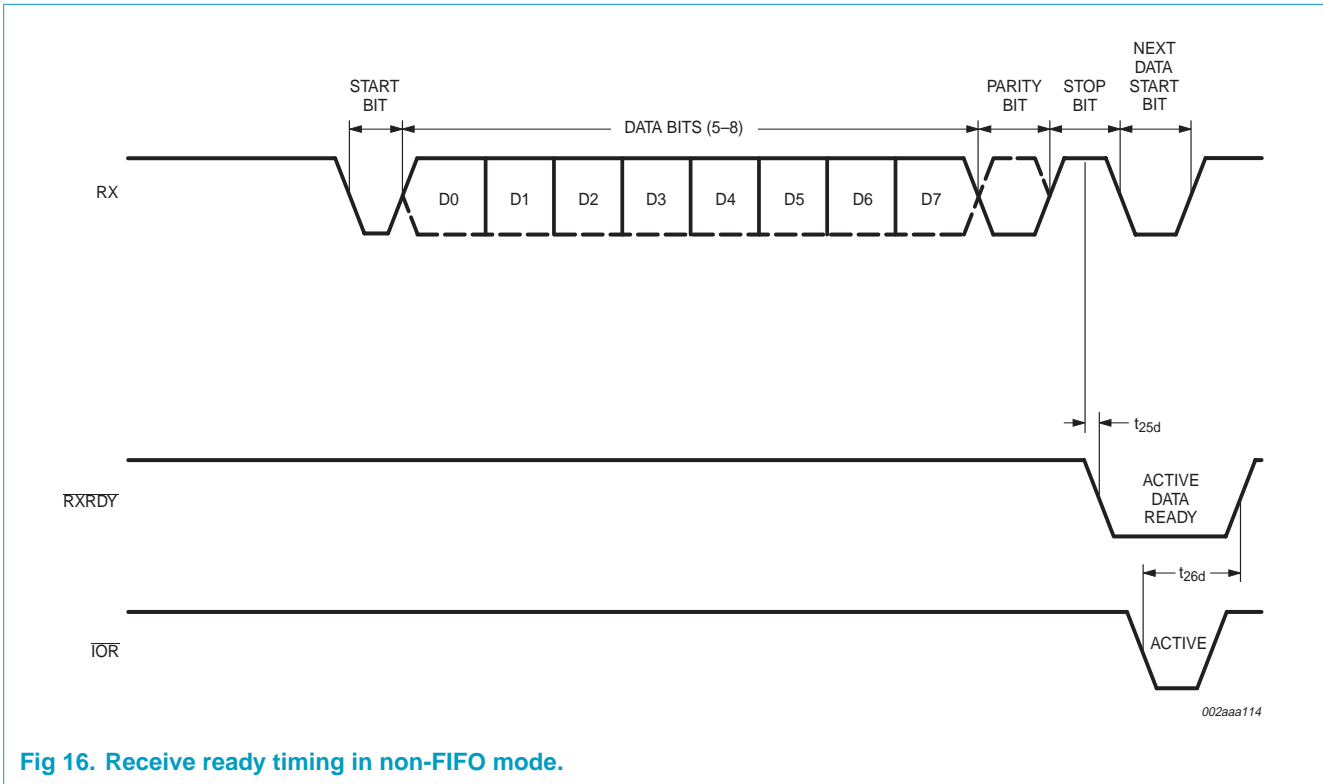 START
BIT
DATA BITS (5–8)
PARITY
BIT
STOP
BIT
NEXT
DATA
START
BIT
RX
D0
D1
D2
D3
D4
D5
D6
D7
t25d
RXRDY
ACTIVE
DATA
READY
t26d
IOR
ACTIVE
002aaa114
Fig 16. Receive ready timing in non-FIFO mode.